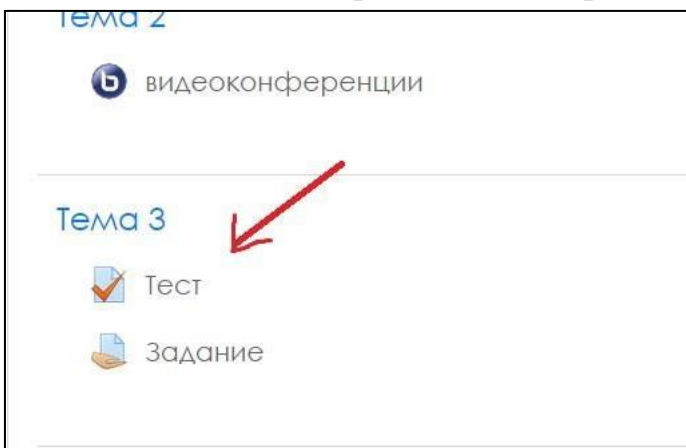 Тема 2
видеоконференции
Тема 3
Тест
Задание